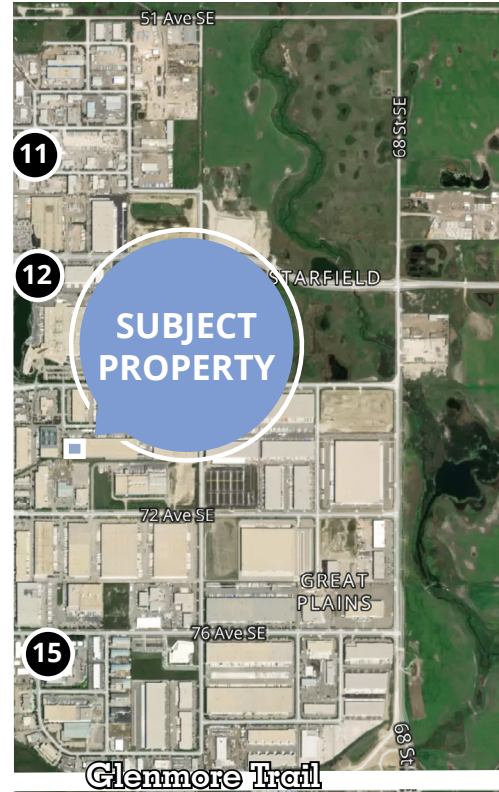 51 Ave SE
68 St SE
11
12
STARFIELD
SUBJECT
PROPERTY
72 Ave SE
GREAT
PLAINS
76 Ave SE
15
68 St
Glenmore Trail